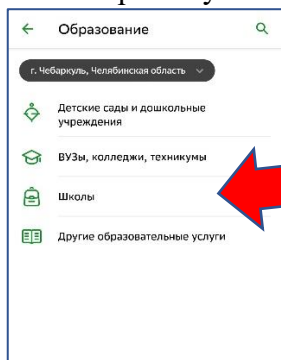 Образование
г. Чебаркуль, Челябинская область
Детские сады и дошкольные
учреждения
ВУЗы, колледжи, техникумы
Школы
Другие образовательные услуги